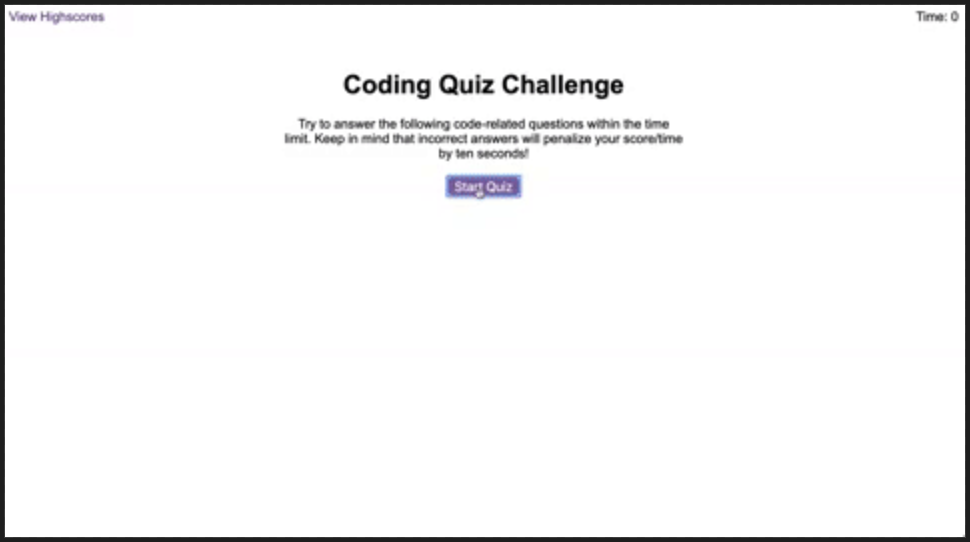 View Highscores
Time: 0
Coding Quiz Challenge
Try to answer the following code-related questions within the time
limit. Keep in mind that incorrect answers will penalize your score/time
by ten seconds!
Start Quiz